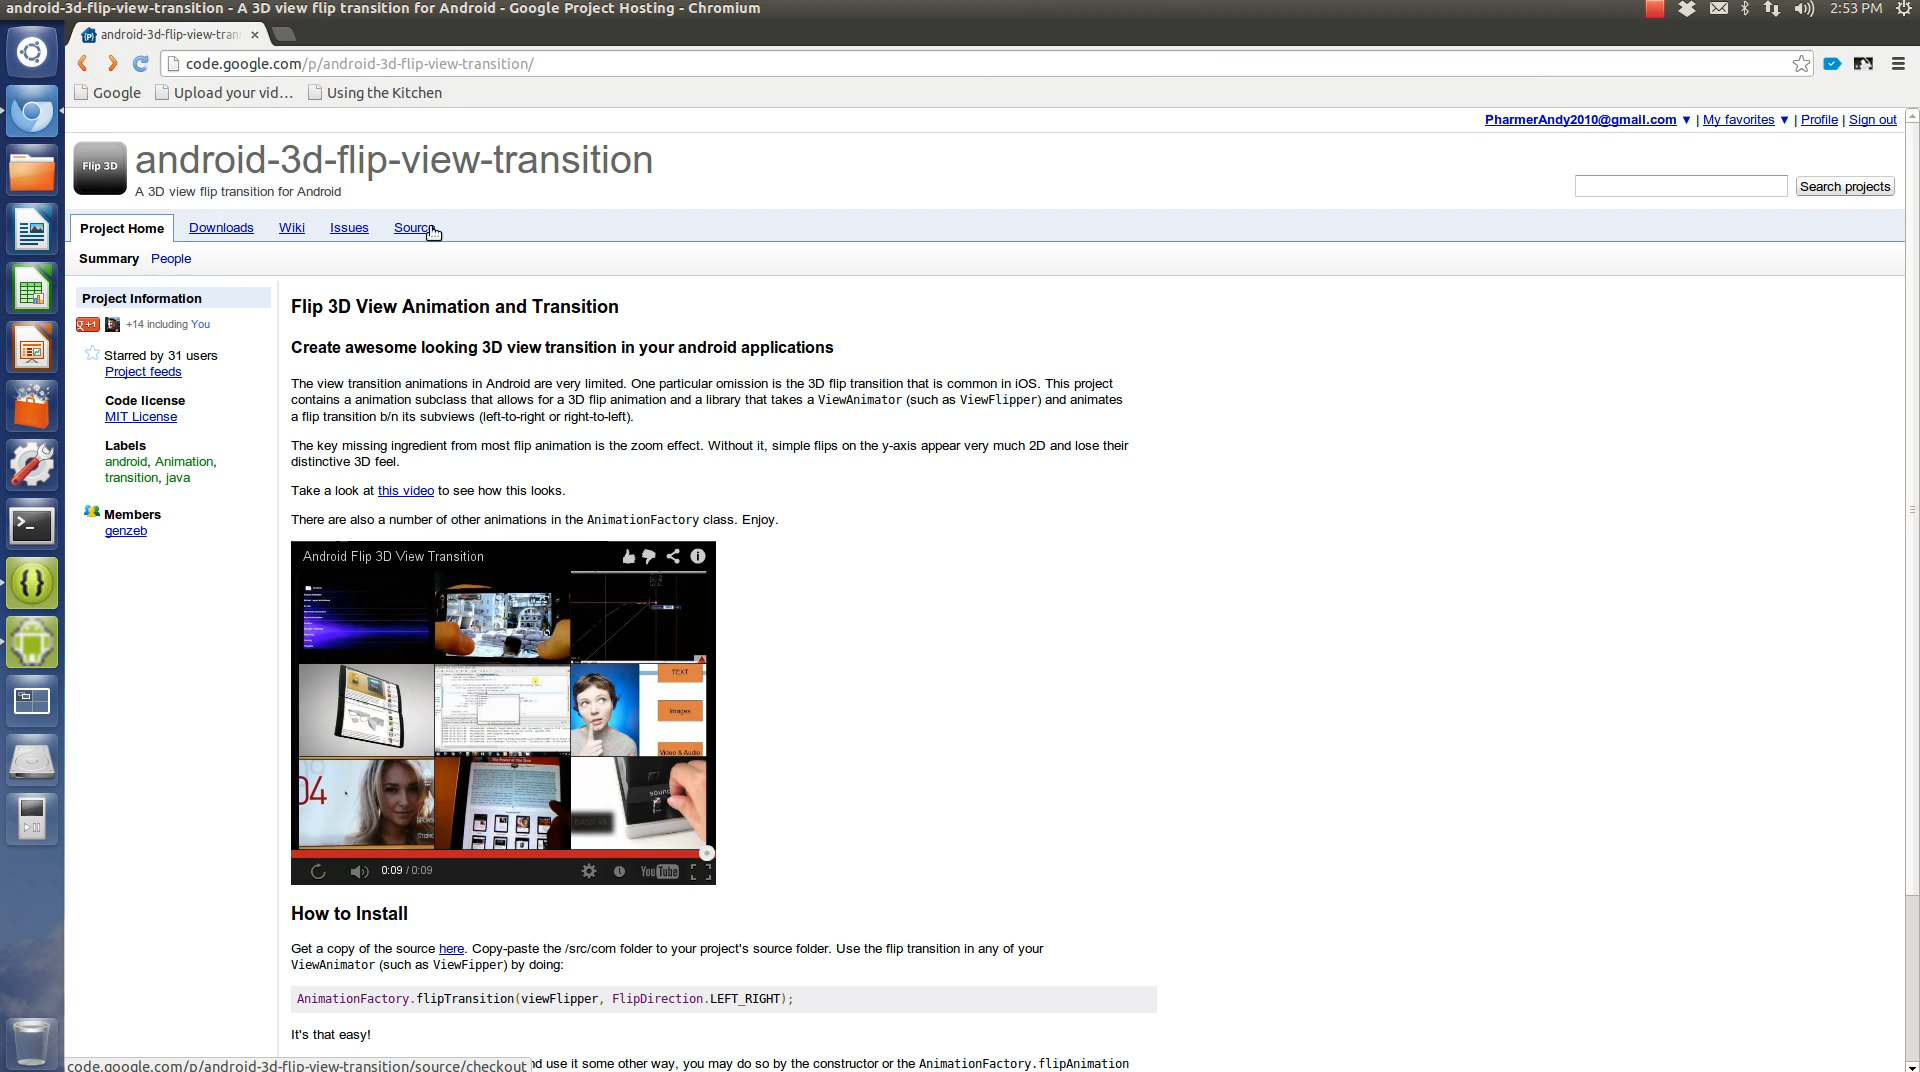 android-3d-flip-view-transition - A 3D view flip transition for Android - Google Project Hosting - Chromium
2:53 PM
android-3d-flip-view-tran
code.google.com/p/android-3d-flip-view-transition/
Google
Upload your vid...
Using the Kitchen
PharmerAndy2010@gmail.com ▼ | My favorites ▼ | Profile | Sign out
Flip 3D
android-3d-flip-view-transition
A 3D view flip transition for Android
Search projects
Project Home
Downloads
Wiki
Issues
Source
Summary
People
Project Information
g +1
+14 including You
Starred by 31 users
Project feeds
Code license
MIT License
Labels
android, Animation,
transition, java
Members
genzeb
Flip 3D View Animation and Transition
Create awesome looking 3D view transition in your android applications
The view transition animations in Android are very limited. One particular omission is the 3D flip transition that is common in iOS. This project
contains a animation subclass that allows for a 3D flip animation and a library that takes a ViewAnimator (such as ViewFlipper) and animates
a flip transition b/n its subviews (left-to-right or right-to-left).
The key missing ingredient from most flip animation is the zoom effect. Without it, simple flips on the y-axis appear very much 2D and lose their
distinctive 3D feel.
Take a look at this video to see how this looks.
There are also a number of other animations in the AnimationFactory class. Enjoy.
Android Flip 3D View Transition
TEXT
Images
Video & Audio
04
0:09 / 0:09
YouTube
How to Install
Get a copy of the source here. Copy-paste the /src/com folder to your project's source folder. Use the flip transition in any of your
ViewAnimator (such as ViewFipper) by doing:
AnimationFactory.flipTransition(viewFlipper, FlipDirection.LEFT_RIGHT);
It's that easy!
nd use it some other way, you may do so by the constructor or the AnimationFactory.flipAnimation
code.google.com/p/android-3d-flip-view-transition/source/checkout